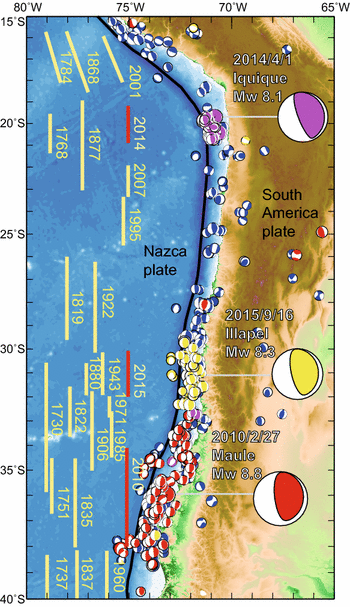 80°W
75°W
70°W
65°W
15°S
20°S
25°S
30°S
35°S
40°S
2014/4/1
Iquique
Mw 8.1
South
America
plate
Nazca
plate
2015/9/16
Illapel
Mw 8.3
2010/2/27
Maule
Mw 8.8
1784
1868
2001
1768
1877
2014
2007
1995
1819
1922
1880
1943
2015
1730
1822
1906
1971
1985
2010
1751
1835
1737
1837
1960